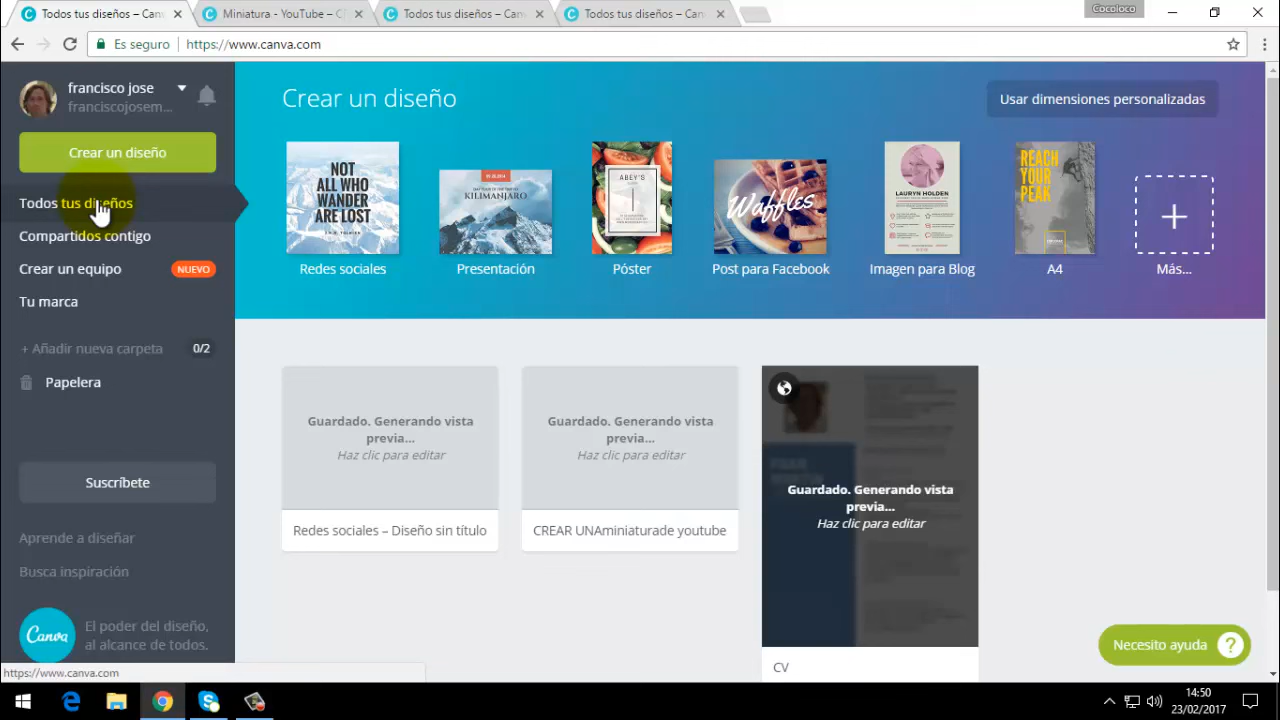 Todos tus diseños – Can
Miniatura - YouTube – C
Todos tus diseños – Can
Todos tus diseños – Can
Cocoloco
Es seguro
https://www.canva.com
francisco jose
franciscojosem...
Crear un diseño
Todos tus diseños
Compartidos contigo
Crear un equipo
NUEVO
Tu marca
+ Añadir nueva carpeta
0/2
Papelera
Suscríbete
Aprende a diseñar
Busca inspiración
Canva
El poder del diseño,
al alcance de todos.
https://www.canva.com
Crear un diseño
Usar dimensiones personalizadas
NOT
ALL WHO
WANDER
ARE LOST
KILIMANJARO
ABEY'S
Waffles
LAURYN HOLDEN
REACH
YOUR
PEAK
Redes sociales
Presentación
Póster
Post para Facebook
Imagen para Blog
A4
Más...
Guardado. Generando vista
previa...
Haz clic para editar
Redes sociales – Diseño sin título
Guardado. Generando vista
previa...
Haz clic para editar
CREAR UNAminiaturade youtube
Guardado. Generando vista
previa...
Haz clic para editar
CV
Necesito ayuda ?
14:50
23/02/2017